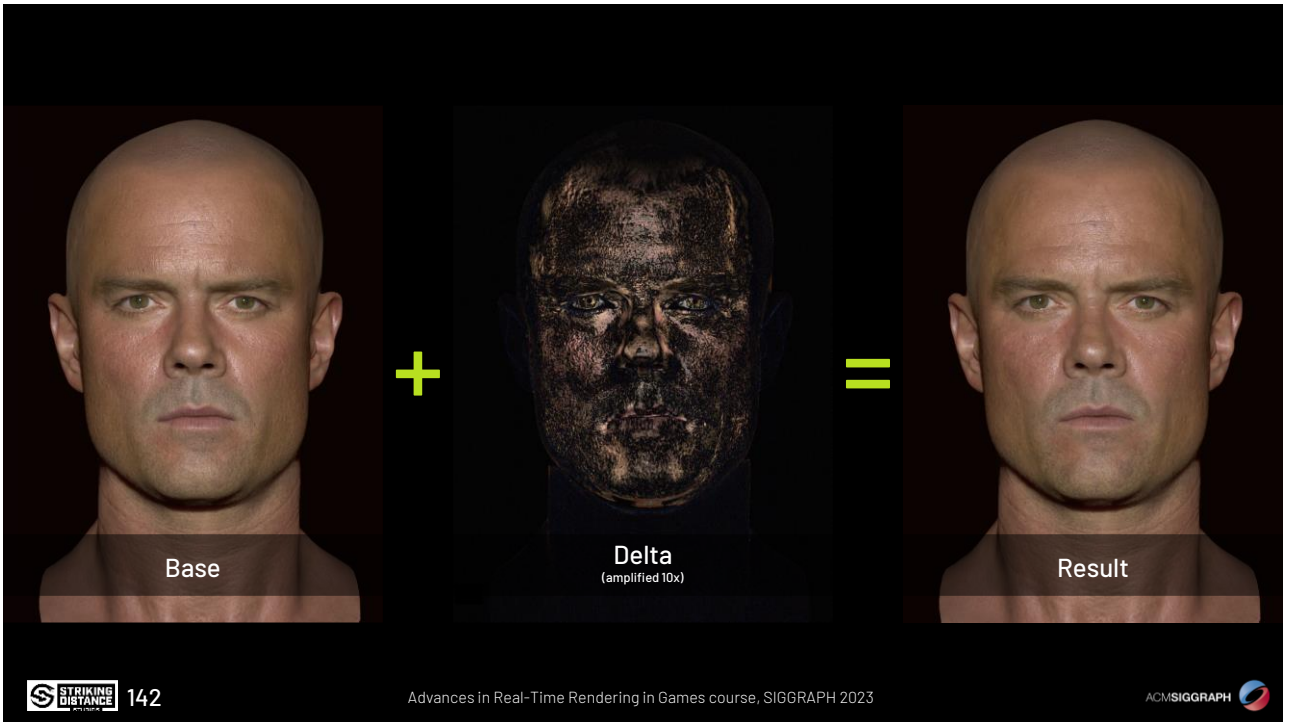 +
=
Base
Delta
(amplified 10x)
Result
STRIKING
DISTANCE
142
Advances in Real-Time Rendering in Games course, SIGGRAPH 2023
ACMSIGGRAPH